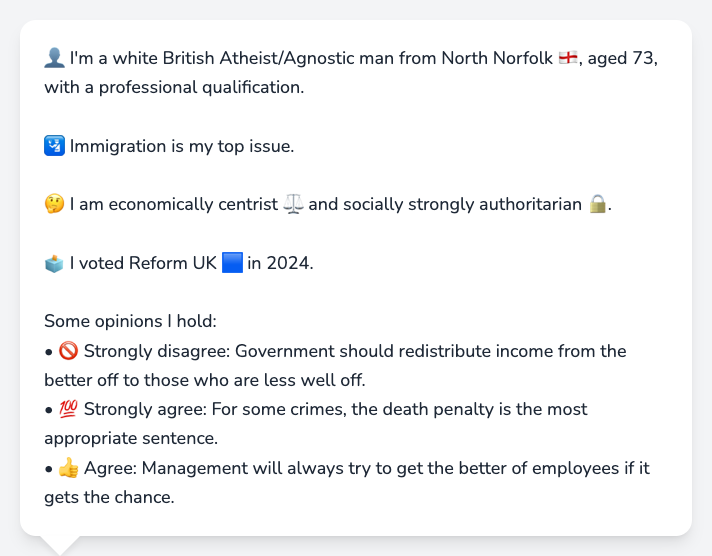 👤 I'm a white British Atheist/Agnostic man from North Norfolk 🏴󠁧󠁢󠁥󠁮󠁧󠁿, aged 73,
with a professional qualification.
🛂 Immigration is my top issue.
🤔 I am economically centrist ⚖️ and socially strongly authoritarian 🔒.
🗳️ I voted Reform UK 🟦 in 2024.
Some opinions I hold:
• 🚫 Strongly disagree: Government should redistribute income from the
better off to those who are less well off.
• 💯 Strongly agree: For some crimes, the death penalty is the most
appropriate sentence.
• 👍 Agree: Management will always try to get the better of employees if it
gets the chance.